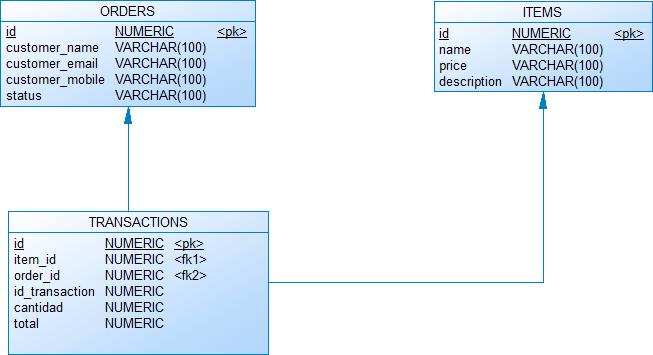 ORDERS
id NUMERIC <pk>
customer_name VARCHAR(100)
customer_email VARCHAR(100)
customer_mobile VARCHAR(100)
status VARCHAR(100)
ITEMS
id NUMERIC <pk>
name VARCHAR(100)
price VARCHAR(100)
description VARCHAR(100)
TRANSACTIONS
id NUMERIC <pk>
item_id NUMERIC <fk1>
order_id NUMERIC <fk2>
id_transaction NUMERIC
cantidad NUMERIC
total NUMERIC